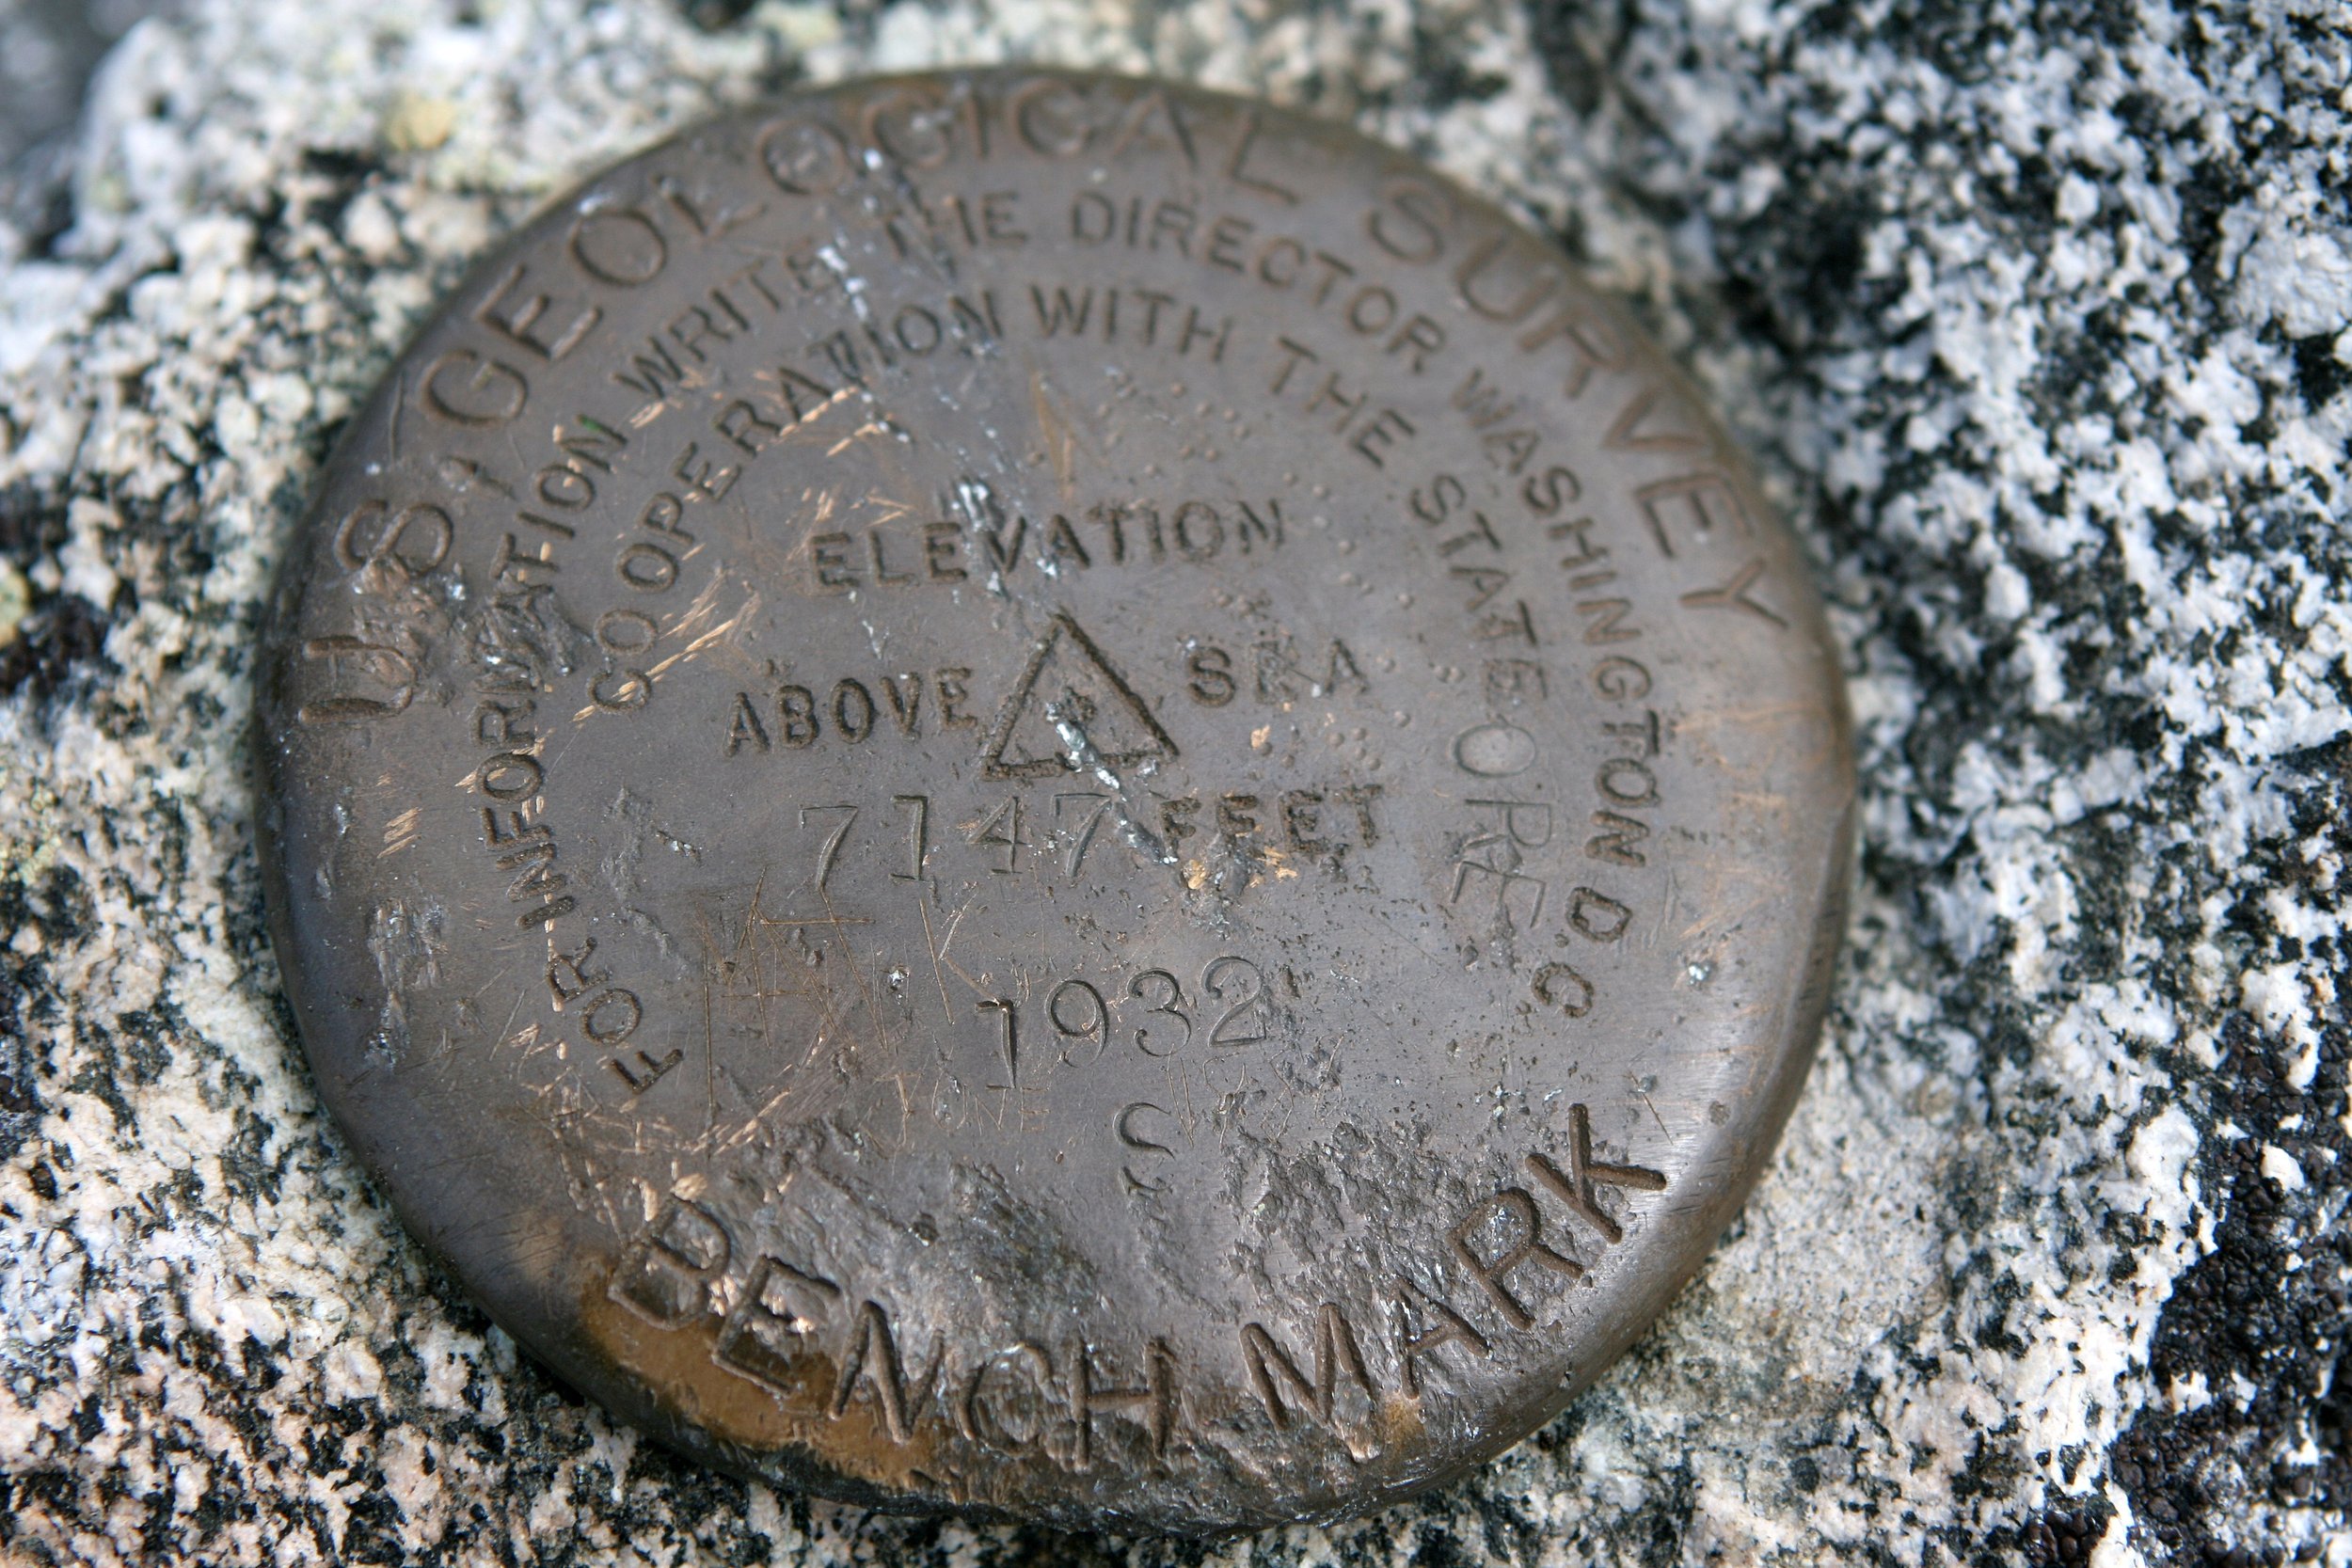 U.S. GEOLOGICAL SURVEY
FOR INFORMATION WRITE THE DIRECTOR WASHINGTON D.C.
COOPERATION WITH THE STATE
ORE
ELEVATION
ABOVE SEA
7147 FEET
1932
BENCH MARK